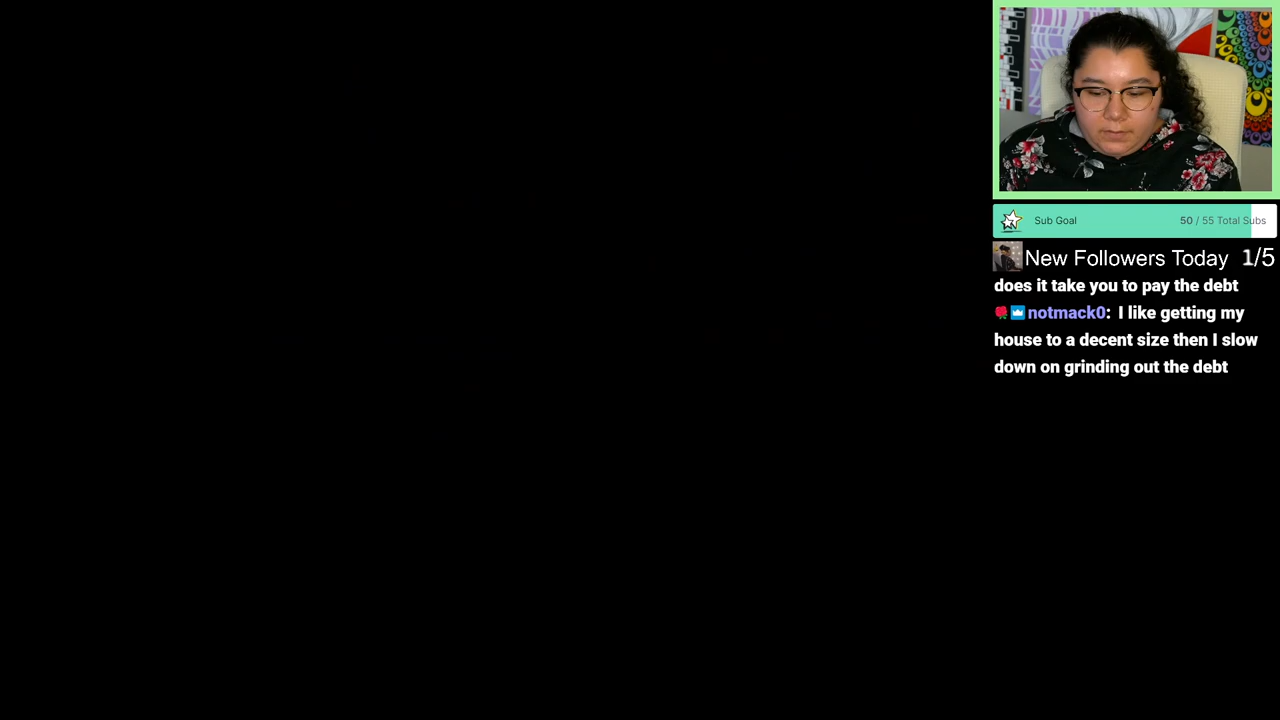 Sub Goal 50 / 55 Total Subs
New Followers Today 1/5
does it take you to pay the debt
notmack0: I like getting my
house to a decent size then I slow
down on grinding out the debt